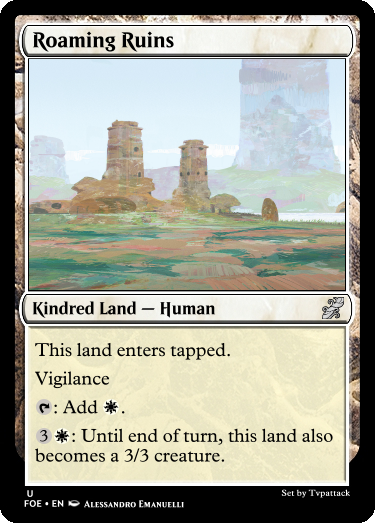 Roaming Ruins
Kindred Land — Human
This land enters tapped.
Vigilance
: Add .
3 : Until end of turn, this land also
becomes a 3/3 creature.
U
FOE • EN ALESSANDRO EMANUELLI
Set by Tvpattack